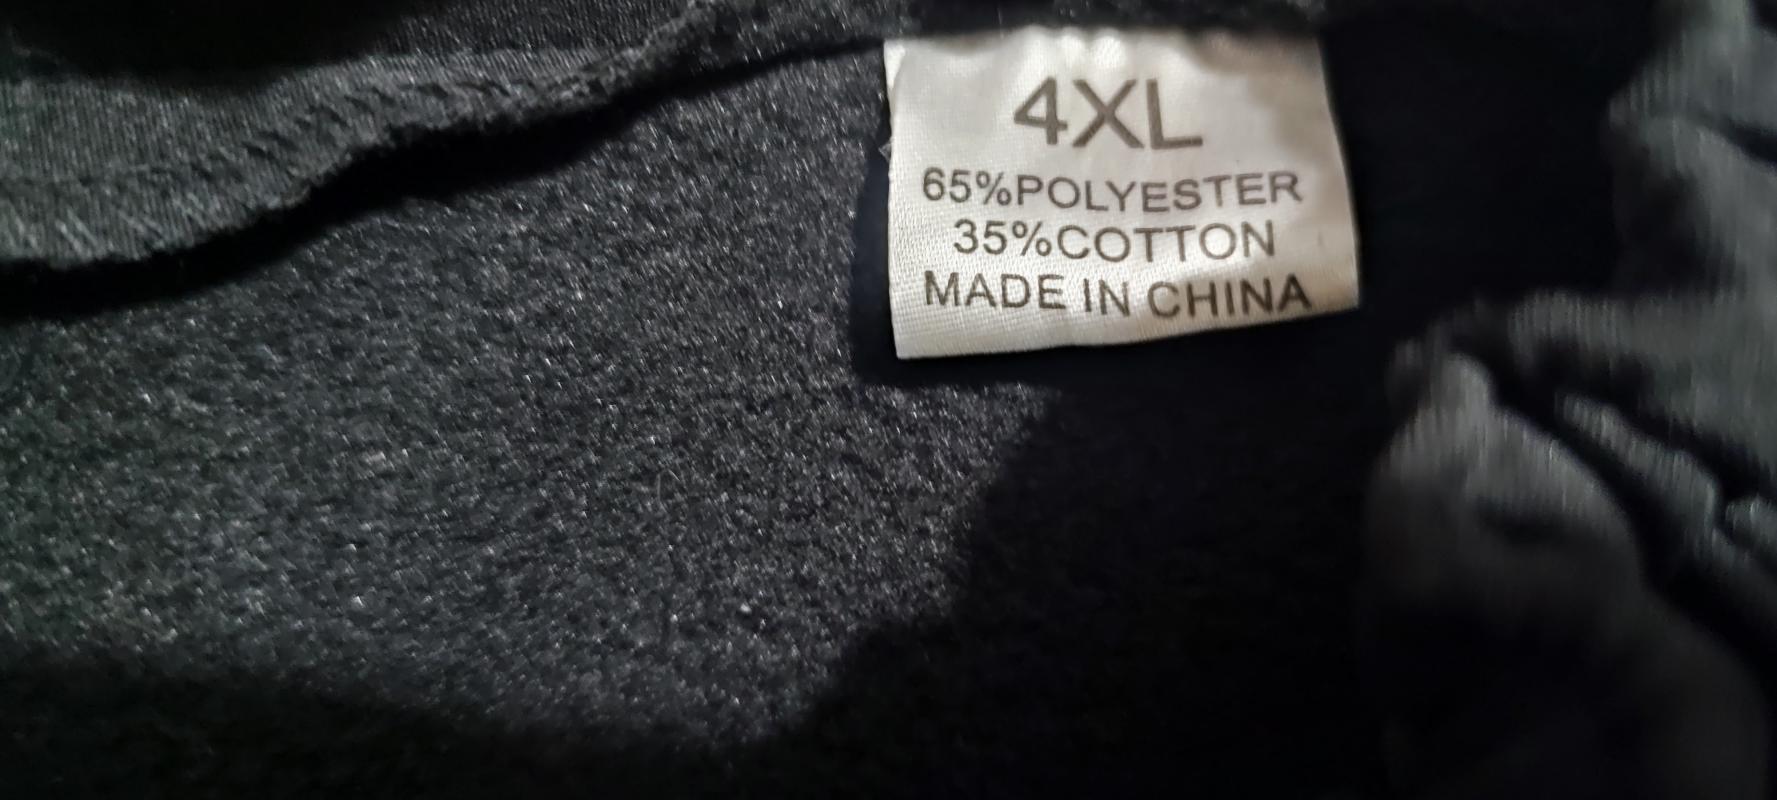 4XL
65%POLYESTER
35%COTTON
MADE IN CHINA